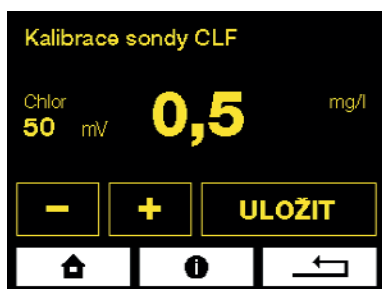 Kalibrace sondy CLF
Chlor
50 mV
0,5
mg/l
− + ULOŽIT